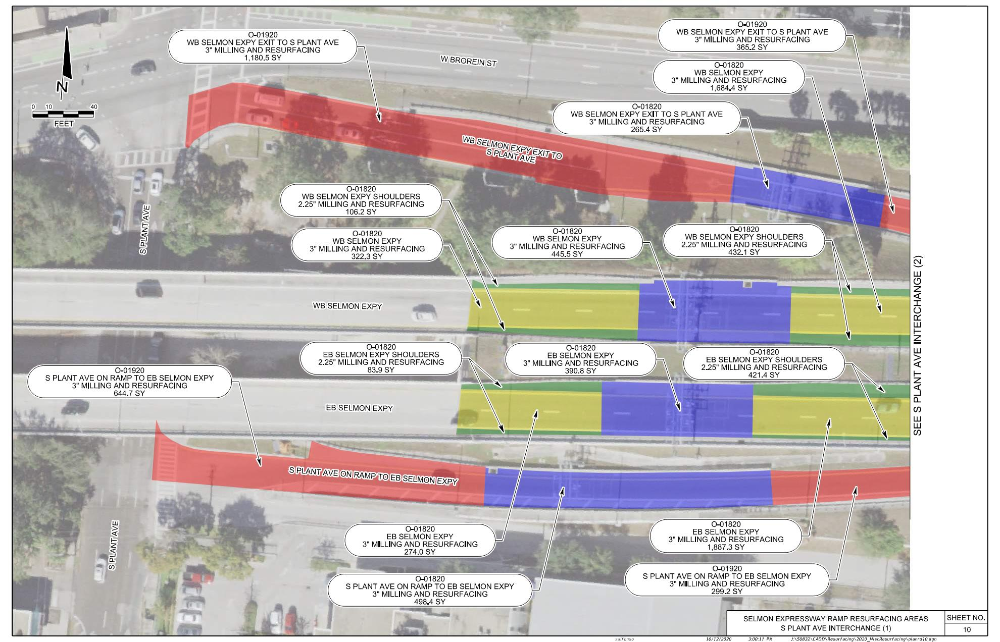 O-01920
WB SELMON EXPY EXIT TO S PLANT AVE
3" MILLING AND RESURFACING
1,180.5 SY
O-01920
WB SELMON EXPY EXIT TO S PLANT AVE
3" MILLING AND RESURFACING
365.2 SY
W BROREIN ST
O-01820
WB SELMON EXPY
3" MILLING AND RESURFACING
1,684.4 SY
N
0 10 40
FEET
O-01820
WB SELMON EXPY EXIT TO S PLANT AVE
3" MILLING AND RESURFACING
265.4 SY
WB SELMON EXPY EXIT TO
S PLANT AVE
O-01820
WB SELMON EXPY SHOULDERS
2.25" MILLING AND RESURFACING
106.2 SY
S PLANT AVE
O-01820
WB SELMON EXPY
3" MILLING AND RESURFACING
322.3 SY
O-01820
WB SELMON EXPY
3" MILLING AND RESURFACING
445.5 SY
O-01820
WB SELMON EXPY SHOULDERS
2.25" MILLING AND RESURFACING
432.1 SY
SEE S PLANT AVE INTERCHANGE (2)
WB SELMON EXPY
O-01820
EB SELMON EXPY SHOULDERS
2.25" MILLING AND RESURFACING
83.9 SY
O-01820
EB SELMON EXPY
3" MILLING AND RESURFACING
390.8 SY
O-01820
EB SELMON EXPY SHOULDERS
2.25" MILLING AND RESURFACING
421.4 SY
O-01920
S PLANT AVE ON RAMP TO EB SELMON EXPY
3" MILLING AND RESURFACING
644.7 SY
EB SELMON EXPY
S PLANT AVE ON RAMP TO EB SELMON EXPY
S PLANT AVE
O-01820
EB SELMON EXPY
3" MILLING AND RESURFACING
274.0 SY
O-01820
EB SELMON EXPY
3" MILLING AND RESURFACING
1,887.3 SY
O-01820
S PLANT AVE ON RAMP TO EB SELMON EXPY
3" MILLING AND RESURFACING
498.4 SY
O-01920
S PLANT AVE ON RAMP TO EB SELMON EXPY
3" MILLING AND RESURFACING
299.2 SY
SELMON EXPRESSWAY RAMP RESURFACING AREAS
S PLANT AVE INTERCHANGE (1)
SHEET NO.
10
salfonso 10/12/2020 3:00:11 PM J:\50832\CADD\Resurfacing\2020_MiscResurfacing\planrd10.dgn